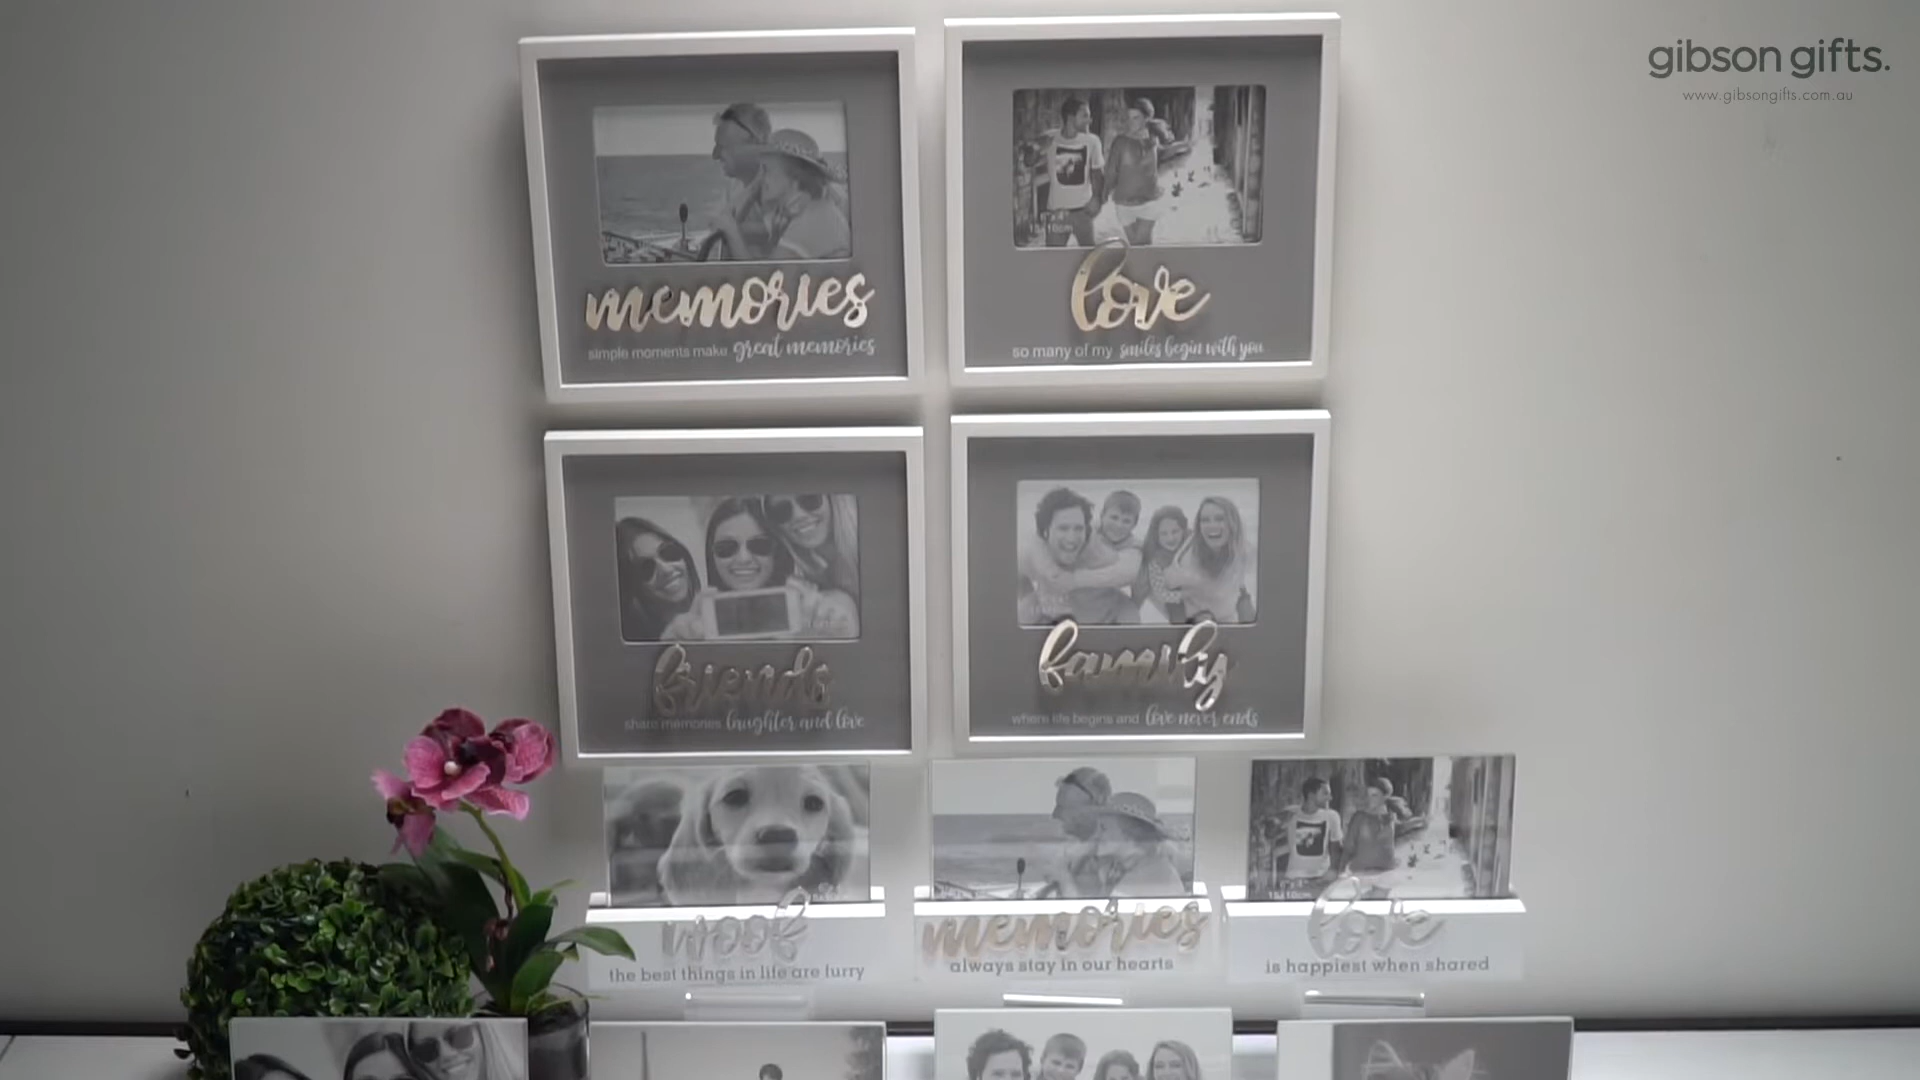 gibson gifts.
www.gibsongifts.com.au
memories
simple moments make great memories
love
so many of my smiles begin with you
friends
share memories laughter and love
family
where life begins and love never ends
woof
the best things in life are furry
memories
always stay in our hearts
love
is happiest when shared